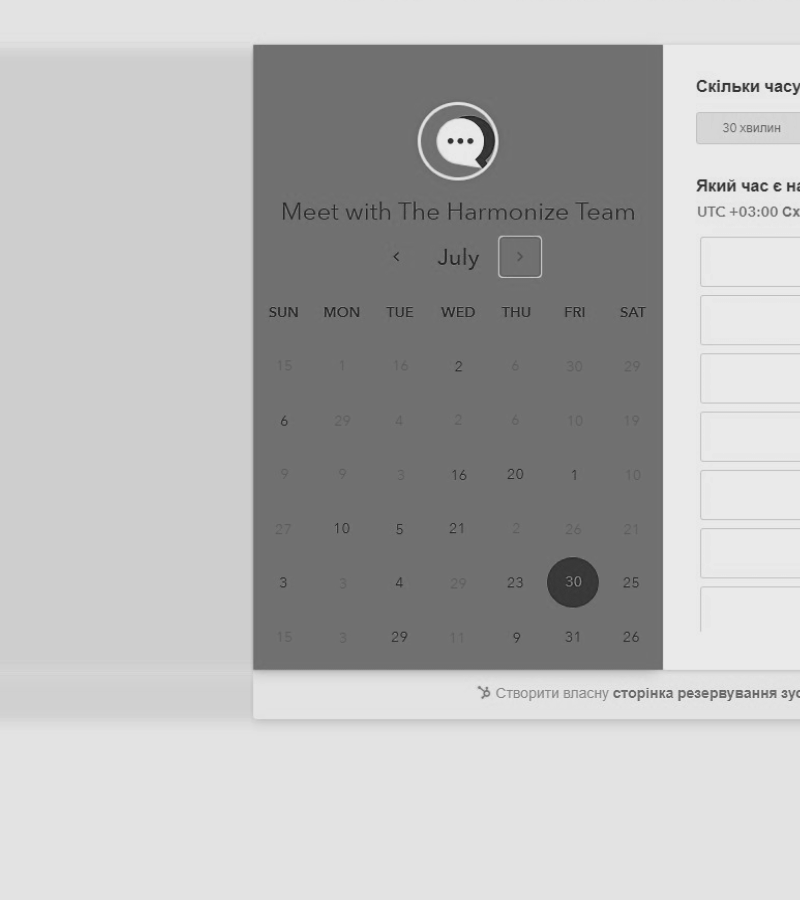 Meet with The Harmonize Team
July
SUN MON TUE WED THU FRI SAT
15 1 16 2 6 30 29
6 29 4 2 6 10 19
9 9 3 16 20 1 10
27 10 5 21 2 26 21
3 3 4 29 23 30 25
15 3 29 11 9 31 26
Скільки часу
30 хвилин
Який час є на
UTC +03:00 Сх
Створити власну сторінка резервування зус